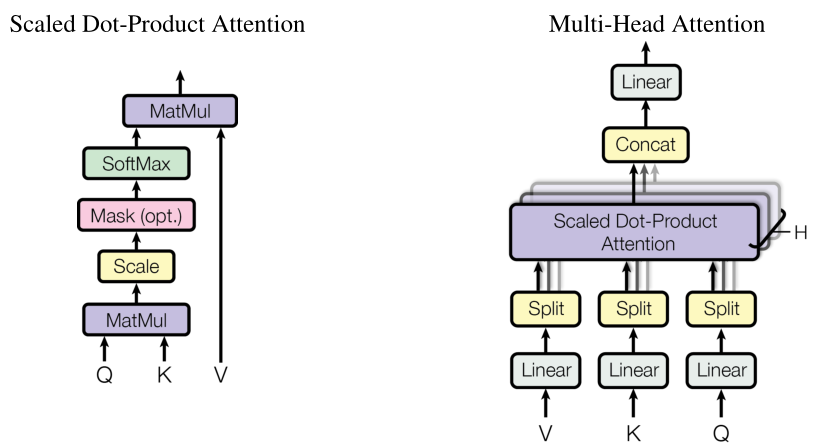 Scaled Dot-Product Attention
MatMul
SoftMax
Mask (opt.)
Scale
MatMul
Q K V
Multi-Head Attention
Linear
Concat
Scaled Dot-Product
Attention
H
Split Split Split
Linear Linear Linear
V K Q